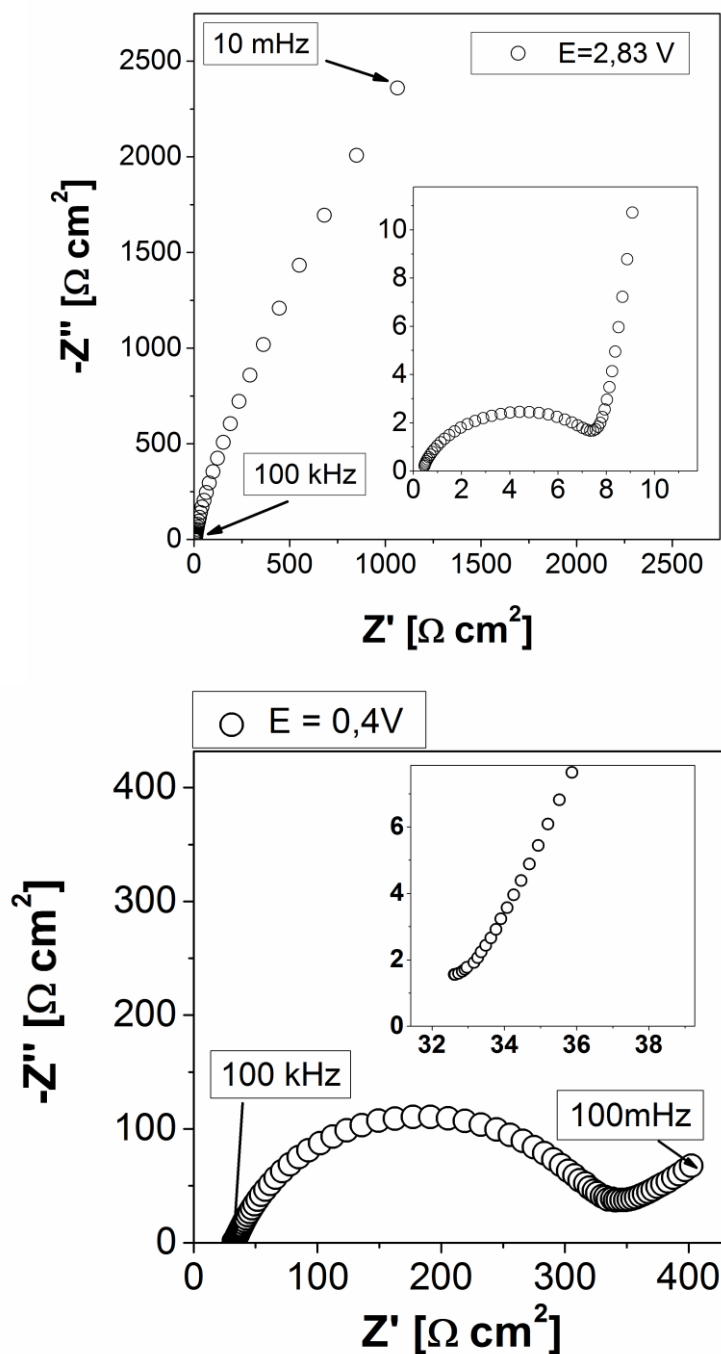 10 mHz
E=2,83 V
2500
2000
1500
1000
500
0
-Z" [Ω cm²]
10
8
6
4
2
0
0 2 4 6 8 10
100 kHz
0 500 1000 1500 2000 2500
Z' [Ω cm²]
E = 0,4V
400
300
200
100
0
-Z'' [Ω cm²]
6
4
2
0
32 34 36 38
100 kHz
100mHz
0 100 200 300 400
Z' [Ω cm²]